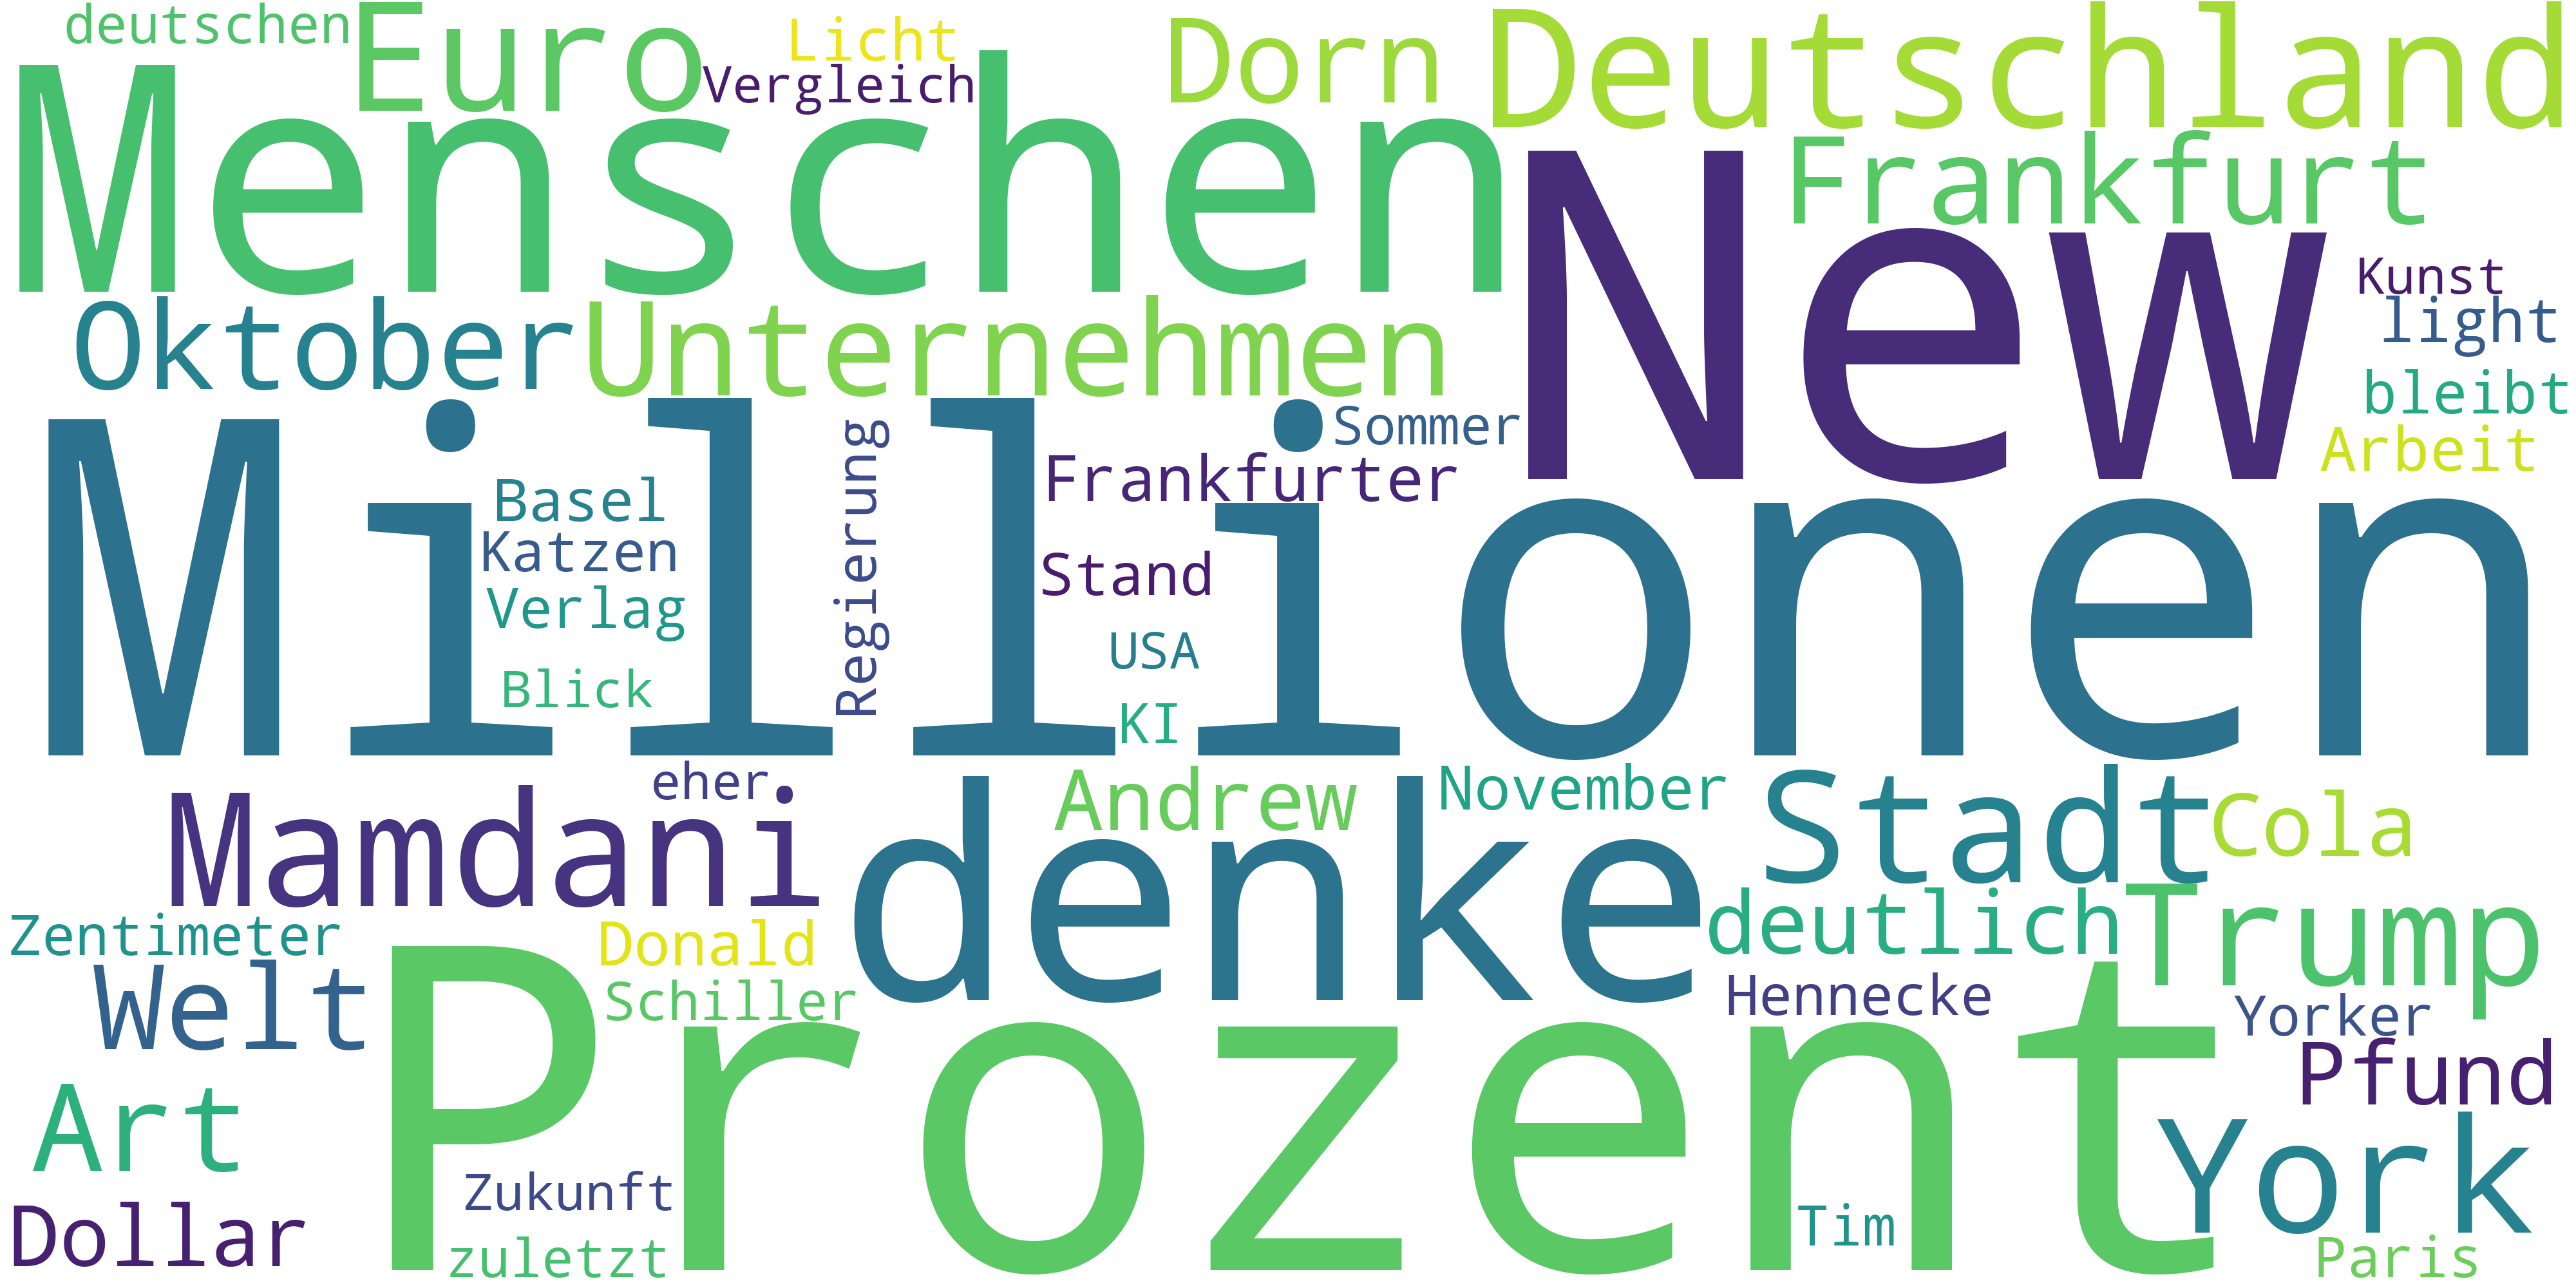 deutschen
Euro
Licht
Vergleich
Dorn
Deutschland
Menschen
Frankfurt
New
Kunst
light
Oktober
Unternehmen
bleibt
Sommer
Arbeit
Frankfurter
Millionen
Basel
Katzen
Verlag
Blick
Regierung
Stand
USA
KI
eher
Mamdani
Andrew
November
denke
Stadt
Cola
Zentimeter
Donald
deutlich
Trump
Welt
Schiller
Hennecke
Yorker
Prozent
Pfund
Art
York
Dollar
Zukunft
zuletzt
Tim
Paris